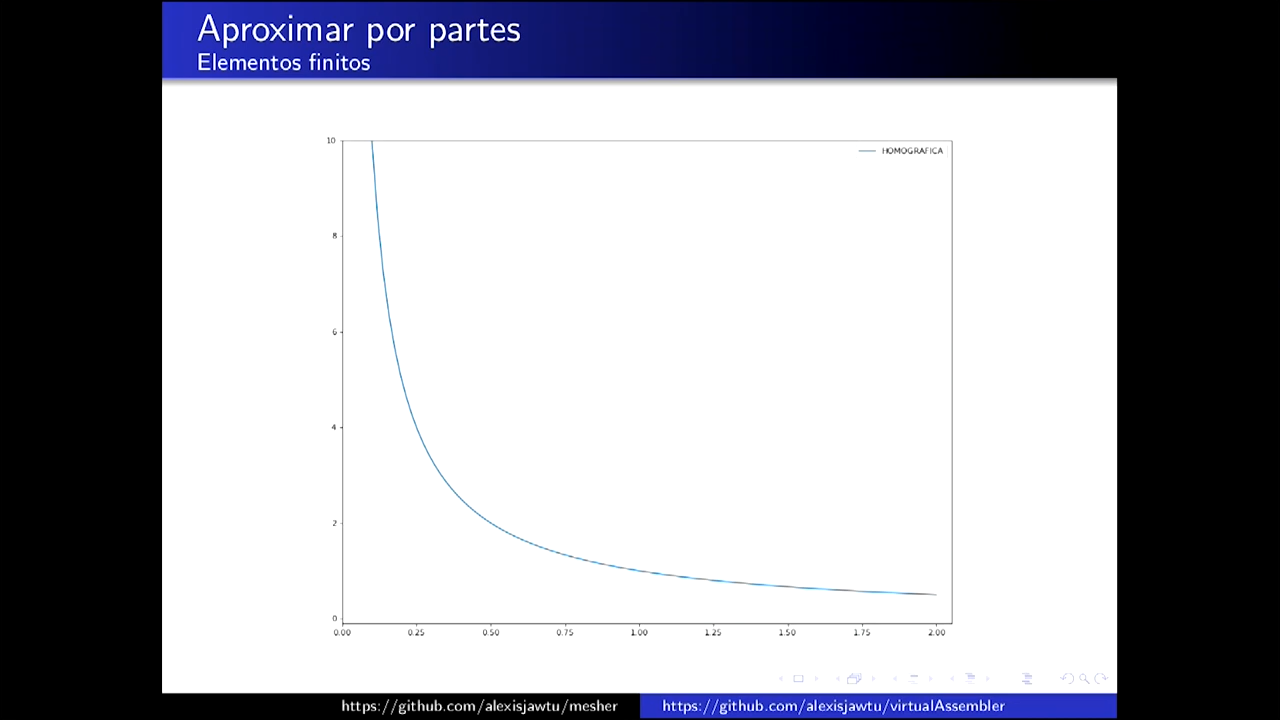 Aproximar por partes
Elementos finitos
10
HOMOGRAFICA
8
6
4
2
0
0.00 0.25 0.50 0.75 1.00 1.25 1.50 1.75 2.00
https://github.com/alexisjawtu/mesher https://github.com/alexisjawtu/virtualAssembler